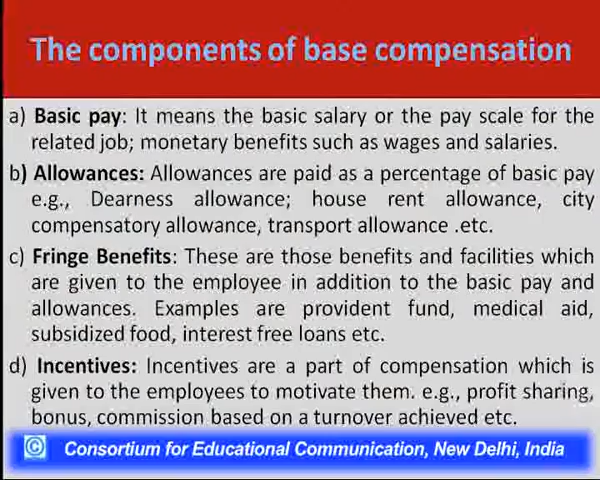 The components of base compensation
a) Basic pay: It means the basic salary or the pay scale for the
related job; monetary benefits such as wages and salaries.
b) Allowances: Allowances are paid as a percentage of basic pay
e.g., Dearness allowance; house rent allowance, city
compensatory allowance, transport allowance .etc.
c) Fringe Benefits: These are those benefits and facilities which
are given to the employee in addition to the basic pay and
allowances. Examples are provident fund, medical aid,
subsidized food, interest free loans etc.
d) Incentives: Incentives are a part of compensation which is
given to the employees to motivate them. e.g., profit sharing,
bonus, commission based on a turnover achieved etc.
© Consortium for Educational Communication, New Delhi, India